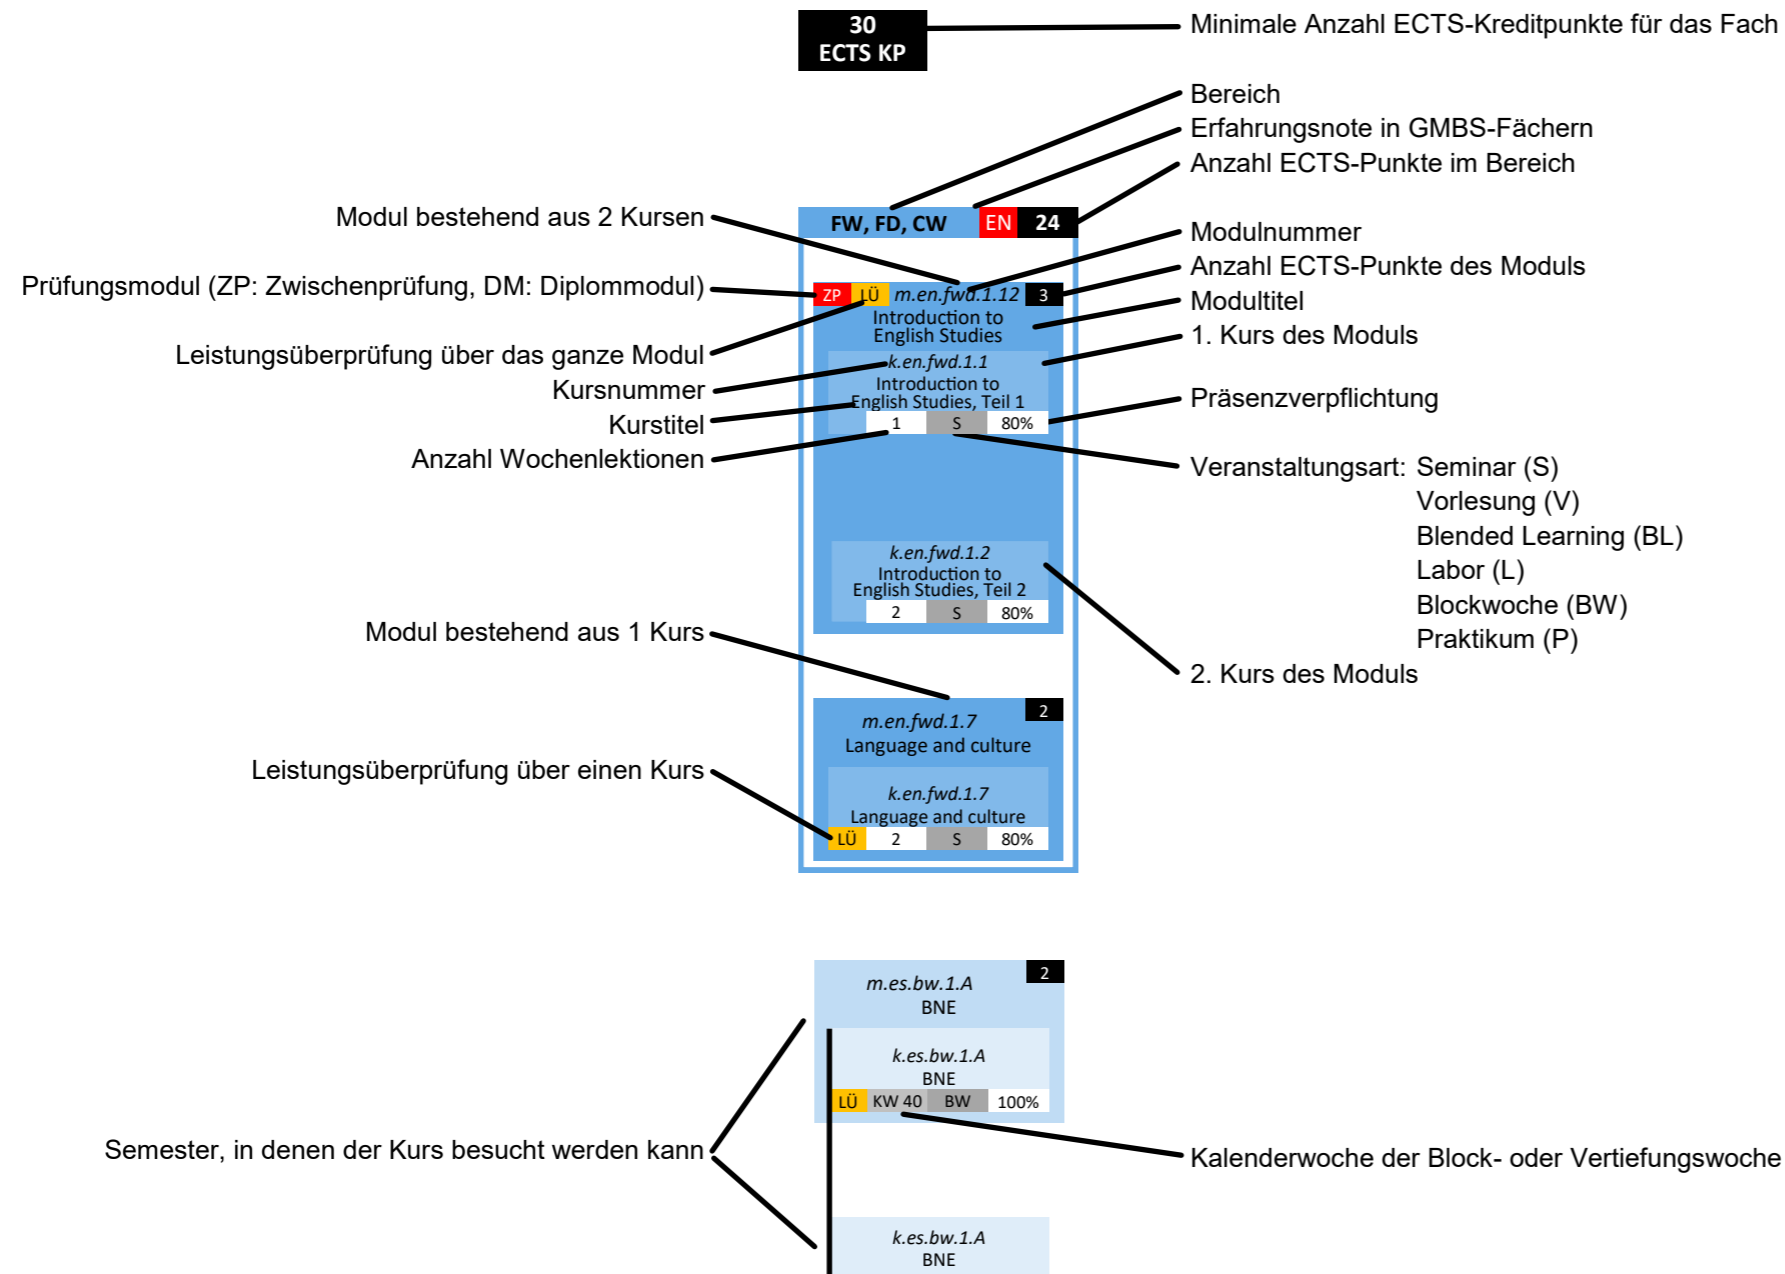 30
ECTS KP
Minimale Anzahl ECTS-Kreditpunkte für das Fach
Bereich
Erfahrungsnote in GMBS-Fächern
Anzahl ECTS-Punkte im Bereich
Modul bestehend aus 2 Kursen
FW, FD, CW EN 24
Modulnummer
Anzahl ECTS-Punkte des Moduls
Prüfungsmodul (ZP: Zwischenprüfung, DM: Diplommodul)
ZP LÜ m.en.fwd.1.12 3
Modultitel
Introduction to
English Studies
1. Kurs des Moduls
Leistungsüberprüfung über das ganze Modul
k.en.fwd.1.1
Kursnummer
Introduction to
English Studies, Teil 1
Präsenzverpflichtung
Kurstitel
1 S 80%
Anzahl Wochenlektionen
Veranstaltungsart: Seminar (S)
Vorlesung (V)
Blended Learning (BL)
Labor (L)
Blockwoche (BW)
Praktikum (P)
k.en.fwd.1.2
Introduction to
English Studies, Teil 2
2 S 80%
Modul bestehend aus 1 Kurs
2. Kurs des Moduls
2
m.en.fwd.1.7
Language and culture
Leistungsüberprüfung über einen Kurs
k.en.fwd.1.7
Language and culture
LÜ 2 S 80%
2
m.es.bw.1.A
BNE
k.es.bw.1.A
BNE
LÜ KW 40 BW 100%
Semester, in denen der Kurs besucht werden kann
Kalenderwoche der Block- oder Vertiefungswoche
k.es.bw.1.A
BNE